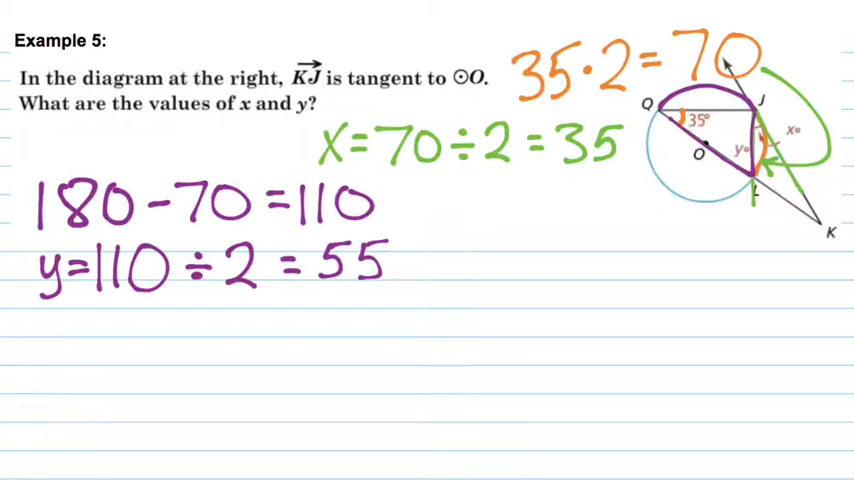 Example 5:
In the diagram at the right, KJ is tangent to ⊙O.
What are the values of x and y?
35·2=70
x=70÷2=35
180-70=110
y=110÷2=55
Q
J
35°
x°
y°
O
L
K